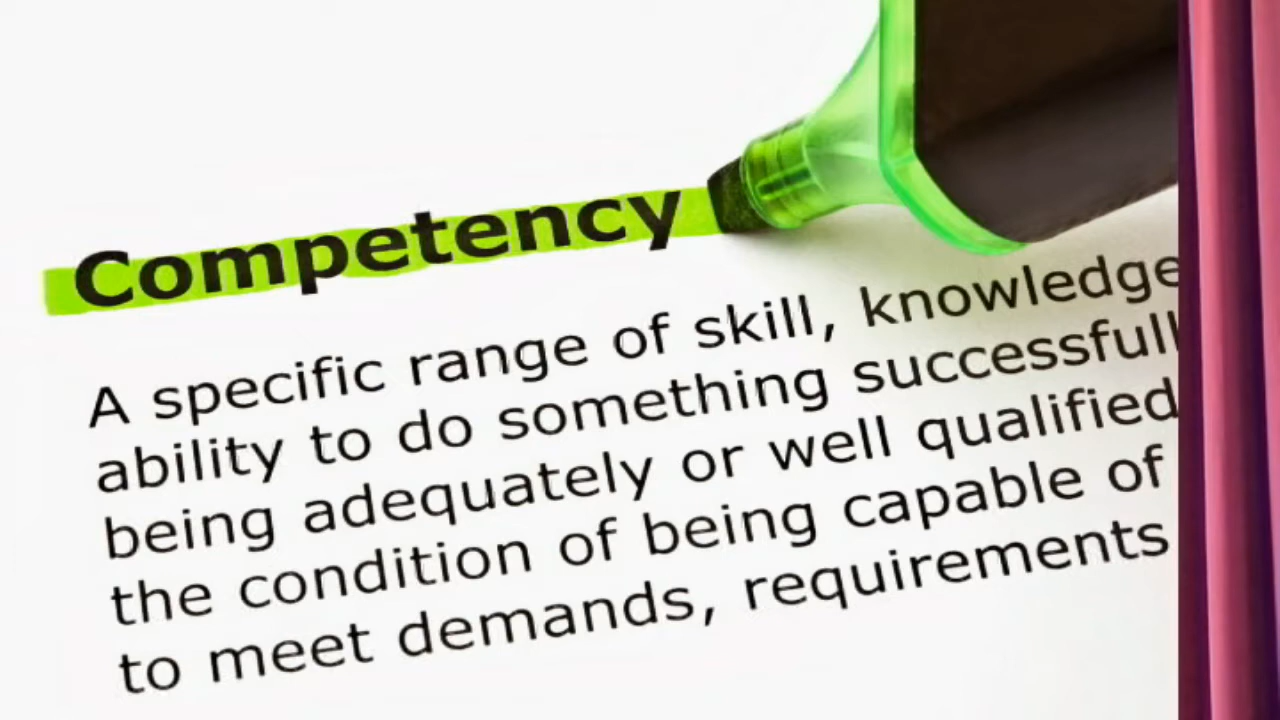 Competency
A specific range of skill, knowledge
ability to do something successfull
being adequately or well qualified
the condition of being capable of
to meet demands, requirements